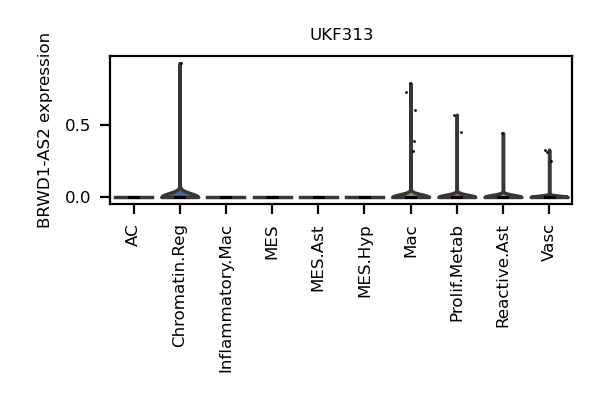 UKF313
BRWD1-AS2 expression
0.5
0.0
AC
Chromatin.Reg
Inflammatory.Mac
MES
MES.Ast
MES.Hyp
Mac
Prolif.Metab
Reactive.Ast
Vasc